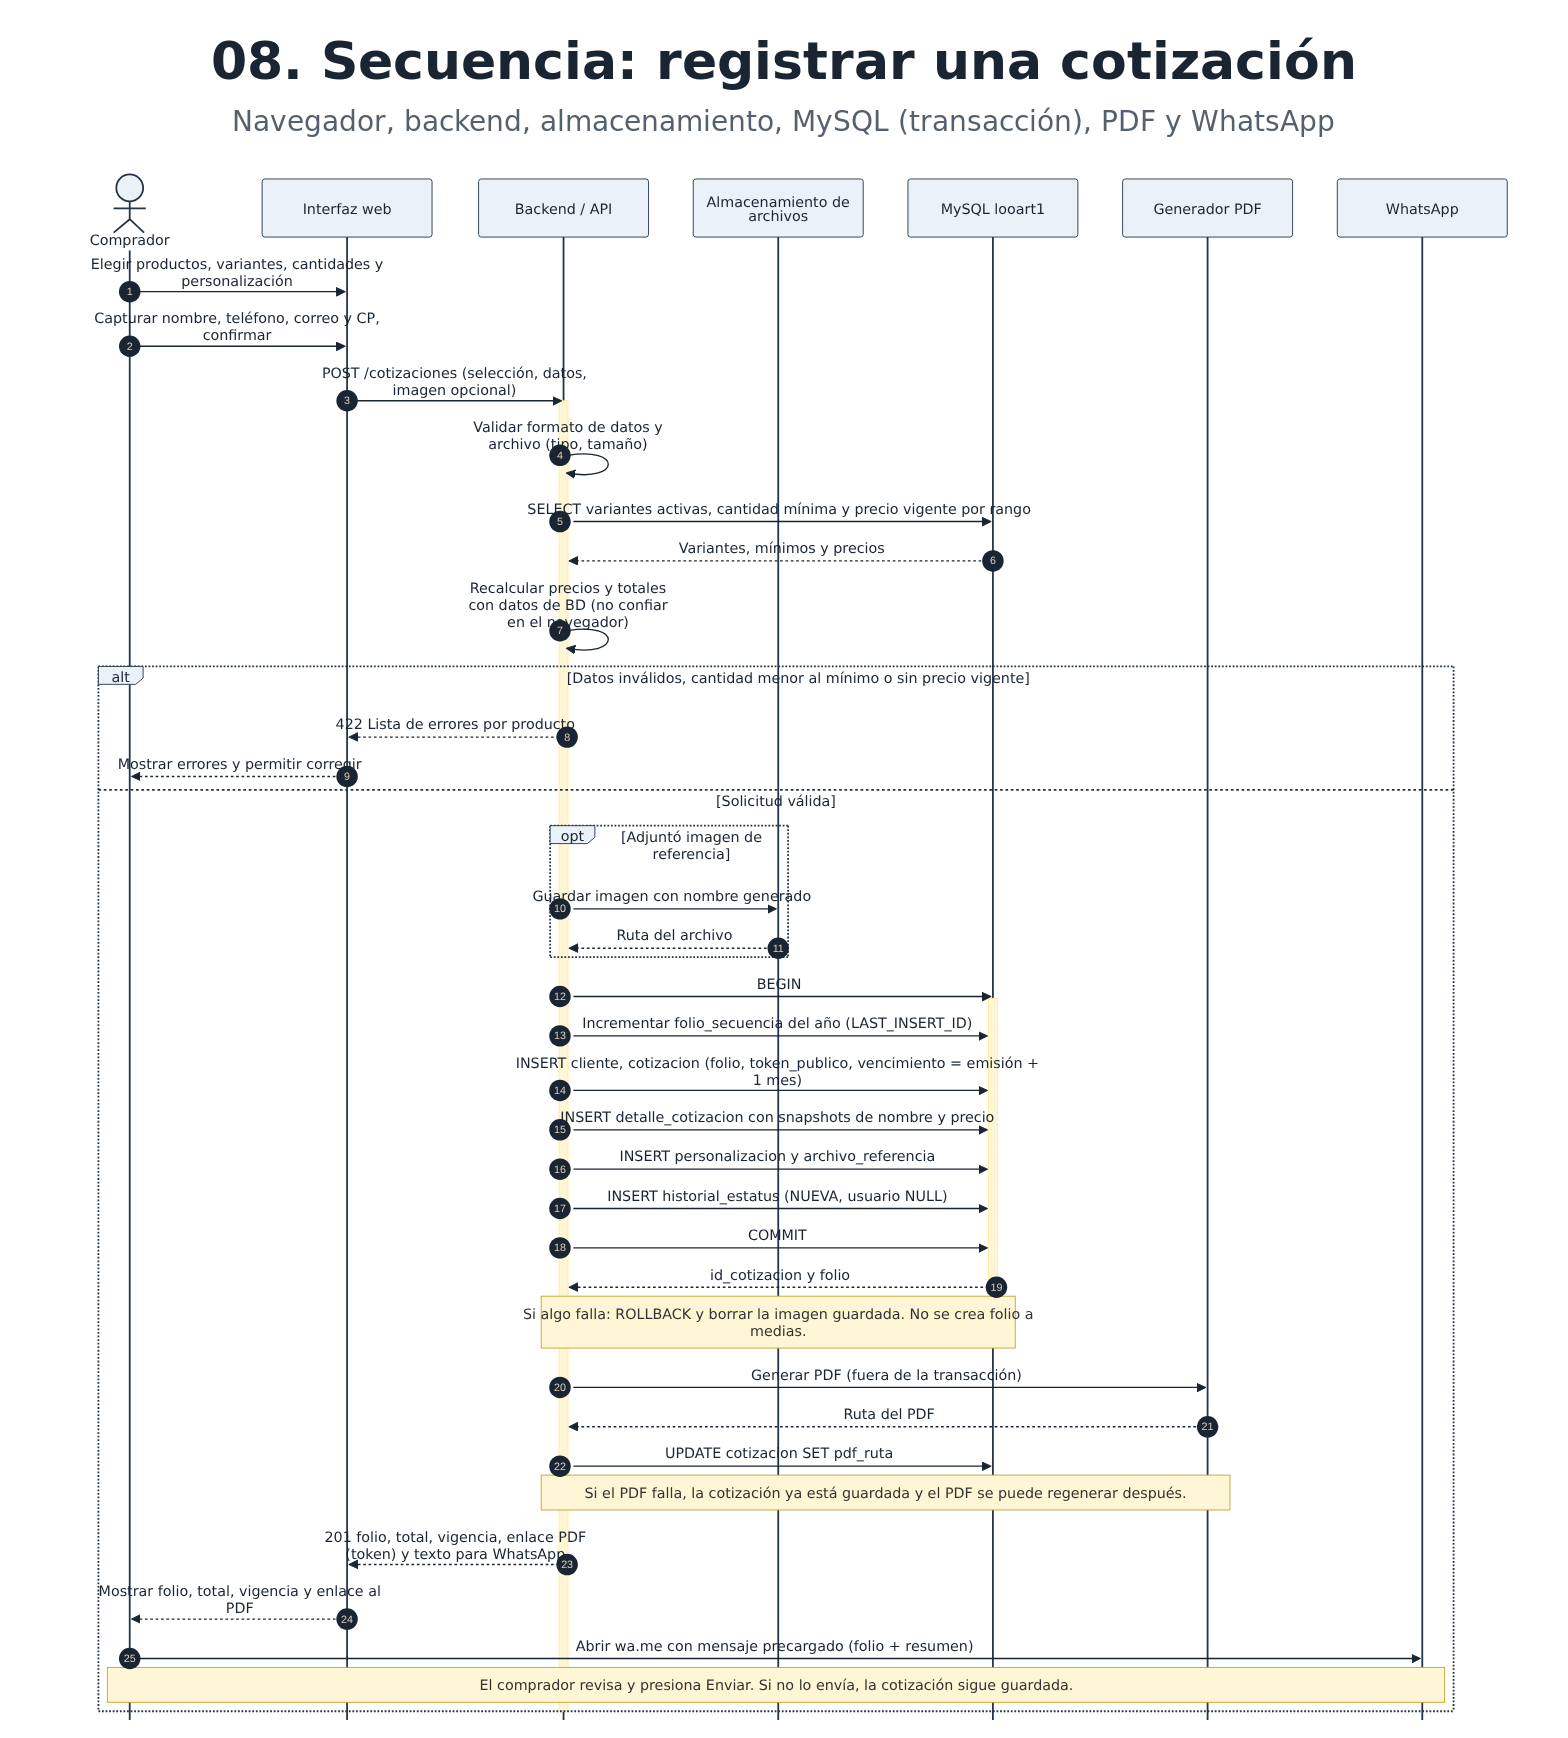 08. Secuencia: registrar una cotización
Navegador, backend, almacenamiento, MySQL (transacción), PDF y WhatsApp
Comprador
Interfaz web
Backend / API
Almacenamiento de
archivos
MySQL looart1
Generador PDF
WhatsApp
Elegir productos, variantes, cantidades y
personalización
1
Capturar nombre, teléfono, correo y CP,
confirmar
2
POST /cotizaciones (selección, datos,
imagen opcional)
3
Validar formato de datos y
archivo (tipo, tamaño)
4
SELECT variantes activas, cantidad mínima y precio vigente por rango
5
Variantes, mínimos y precios
6
Recalcular precios y totales
con datos de BD (no confiar
en el navegador)
7
alt
[Datos inválidos, cantidad menor al mínimo o sin precio vigente]
422 Lista de errores por producto
8
Mostrar errores y permitir corregir
9
[Solicitud válida]
opt
[Adjuntó imagen de
referencia]
Guardar imagen con nombre generado
10
Ruta del archivo
11
BEGIN
12
Incrementar folio_secuencia del año (LAST_INSERT_ID)
13
INSERT cliente, cotizacion (folio, token_publico, vencimiento = emisión +
1 mes)
14
INSERT detalle_cotizacion con snapshots de nombre y precio
15
INSERT personalizacion y archivo_referencia
16
INSERT historial_estatus (NUEVA, usuario NULL)
17
COMMIT
18
id_cotizacion y folio
19
Si algo falla: ROLLBACK y borrar la imagen guardada. No se crea folio a
medias.
Generar PDF (fuera de la transacción)
20
Ruta del PDF
21
UPDATE cotizacion SET pdf_ruta
22
Si el PDF falla, la cotización ya está guardada y el PDF se puede regenerar después.
201 folio, total, vigencia, enlace PDF
(token) y texto para WhatsApp
23
Mostrar folio, total, vigencia y enlace al
PDF
24
Abrir wa.me con mensaje precargado (folio + resumen)
25
El comprador revisa y presiona Enviar. Si no lo envía, la cotización sigue guardada.